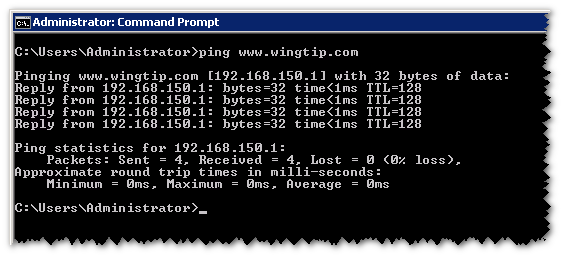 Administrator: Command Prompt
C:\Users\Administrator>ping www.wingtip.com
Pinging www.wingtip.com [192.168.150.1] with 32 bytes of data:
Reply from 192.168.150.1: bytes=32 time<1ms TTL=128
Reply from 192.168.150.1: bytes=32 time<1ms TTL=128
Reply from 192.168.150.1: bytes=32 time<1ms TTL=128
Reply from 192.168.150.1: bytes=32 time<1ms TTL=128
Ping statistics for 192.168.150.1:
    Packets: Sent = 4, Received = 4, Lost = 0 (0% loss),
Approximate round trip times in milli-seconds:
    Minimum = 0ms, Maximum = 0ms, Average = 0ms
C:\Users\Administrator>_